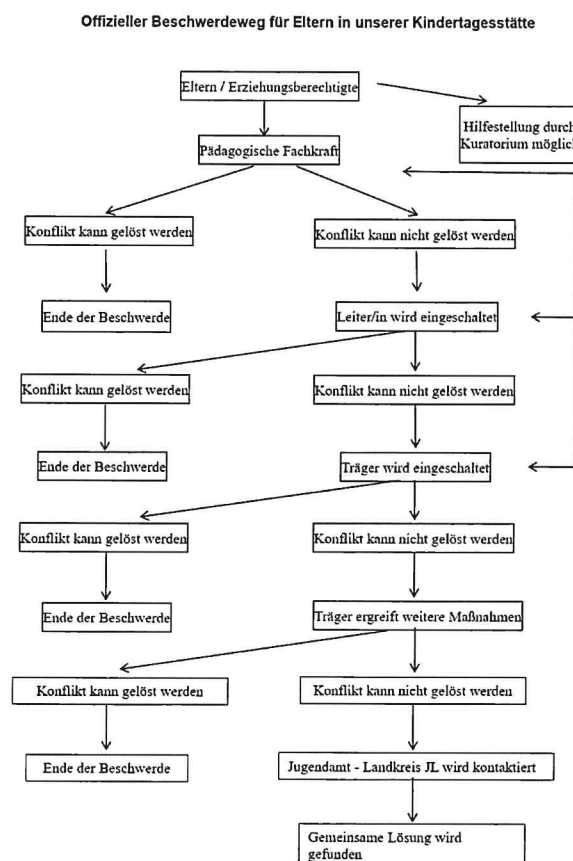 Offizieller Beschwerdeweg für Eltern in unserer Kindertagesstätte
Eltern / Erziehungsberechtigte
Hilfestellung durch
Kuratorium möglich
Pädagogische Fachkraft
Konflikt kann gelöst werden
Konflikt kann nicht gelöst werden
Ende der Beschwerde
Leiter/in wird eingeschaltet
Konflikt kann gelöst werden
Konflikt kann nicht gelöst werden
Ende der Beschwerde
Träger wird eingeschaltet
Konflikt kann gelöst werden
Konflikt kann nicht gelöst werden
Ende der Beschwerde
Träger ergreift weitere Maßnahmen
Konflikt kann gelöst werden
Konflikt kann nicht gelöst werden
Ende der Beschwerde
Jugendamt - Landkreis JL wird kontaktiert
Gemeinsame Lösung wird
gefunden